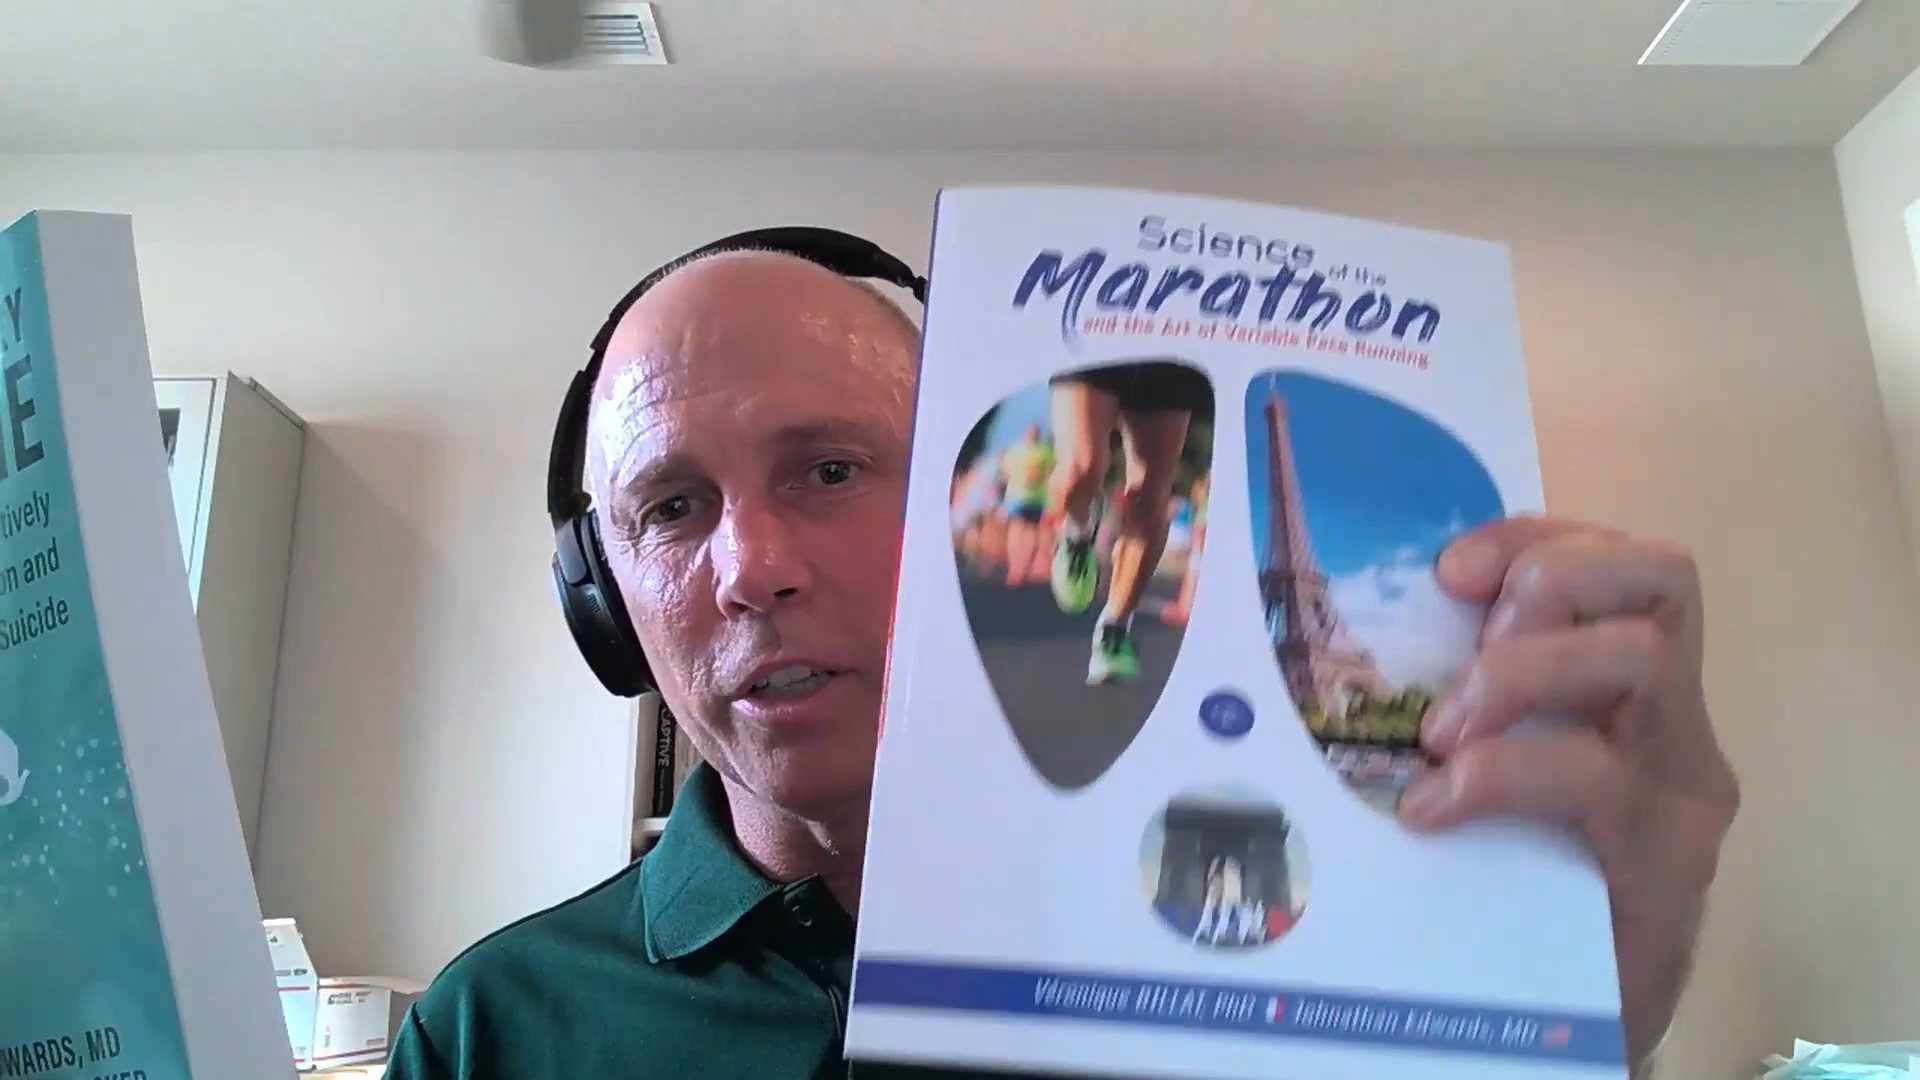 Science
of the
Marathon
and the Art of Variable Pace Running
Véronique BILLAT, PhD
Johnathan Edwards, MD
tively
on and
Suicide
WARDS, MD
CAPTIVE